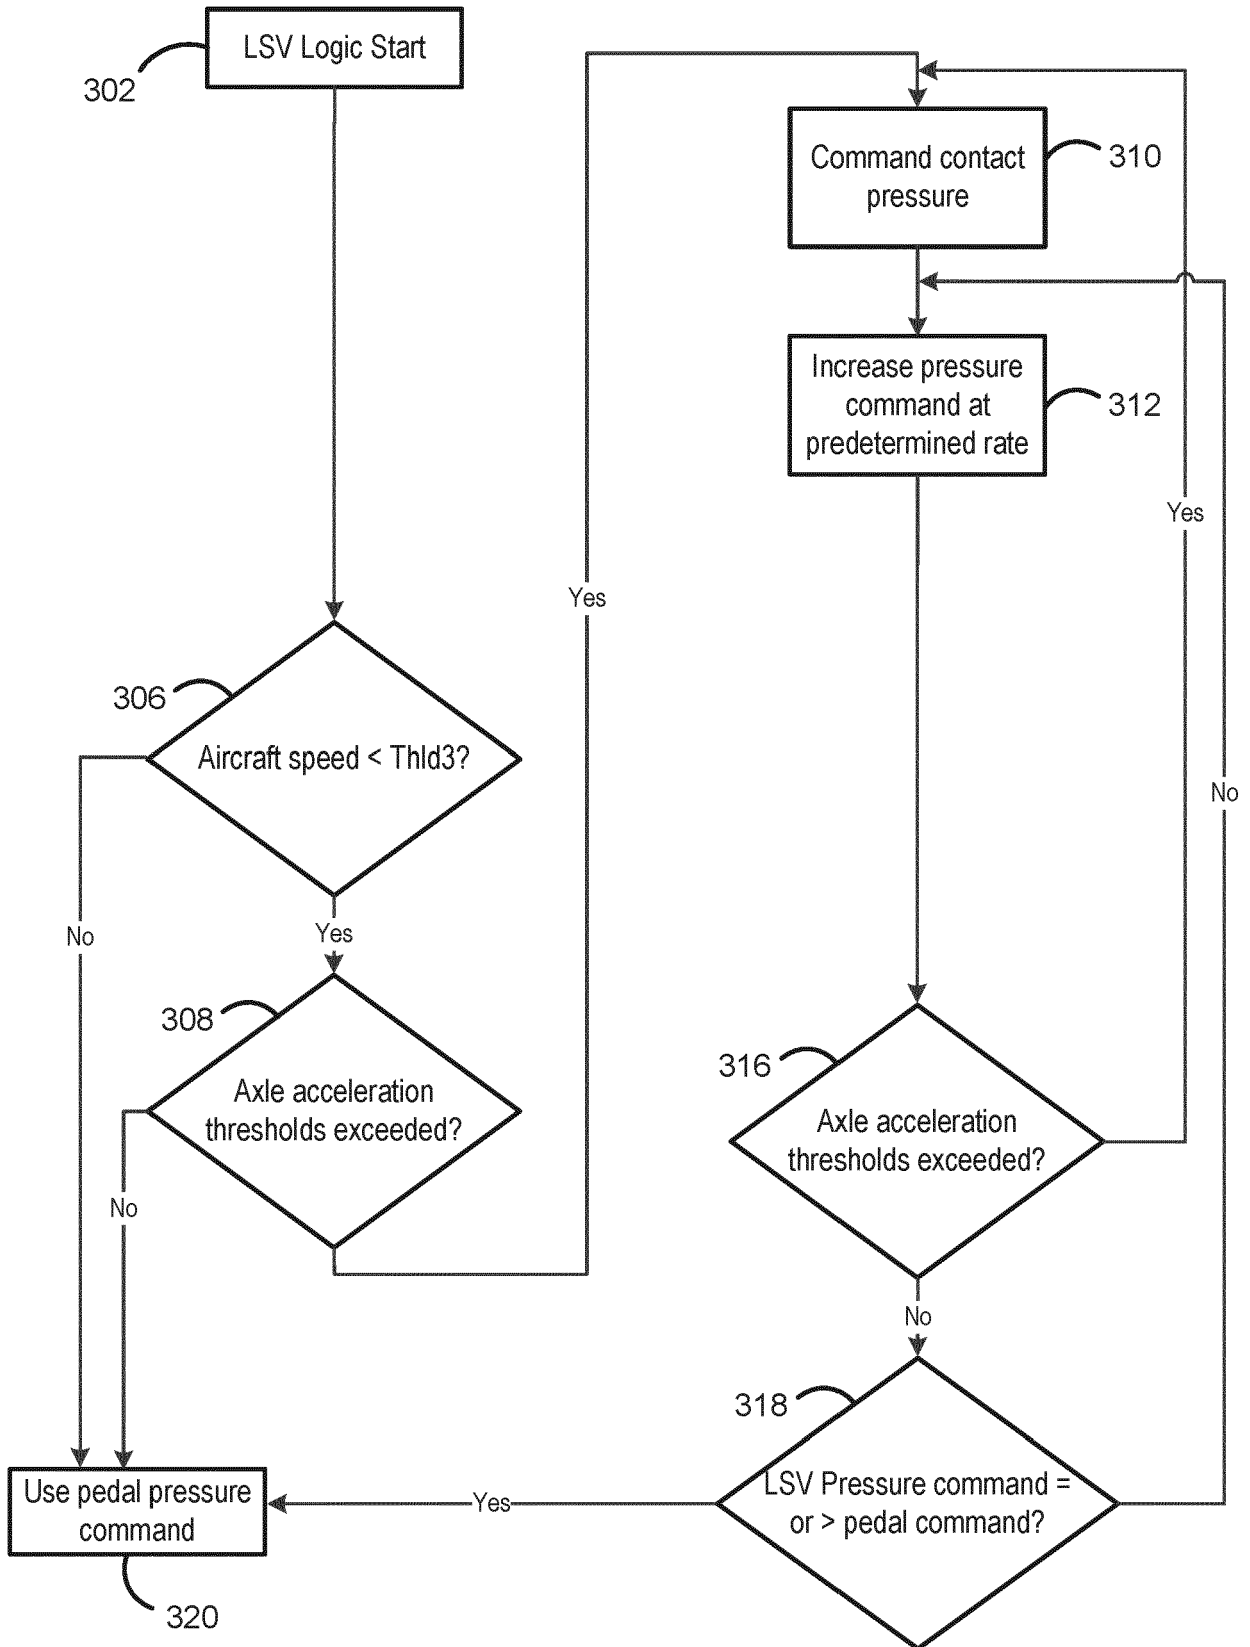 LSV Logic Start
302
Command contact
pressure
310
Increase pressure
command at
predetermined rate
312
Yes
Yes
306
Aircraft speed < Thld3?
No
No
Yes
308
Axle acceleration
thresholds exceeded?
No
316
Axle acceleration
thresholds exceeded?
No
318
LSV Pressure command =
or > pedal command?
Yes
Use pedal pressure
command
320